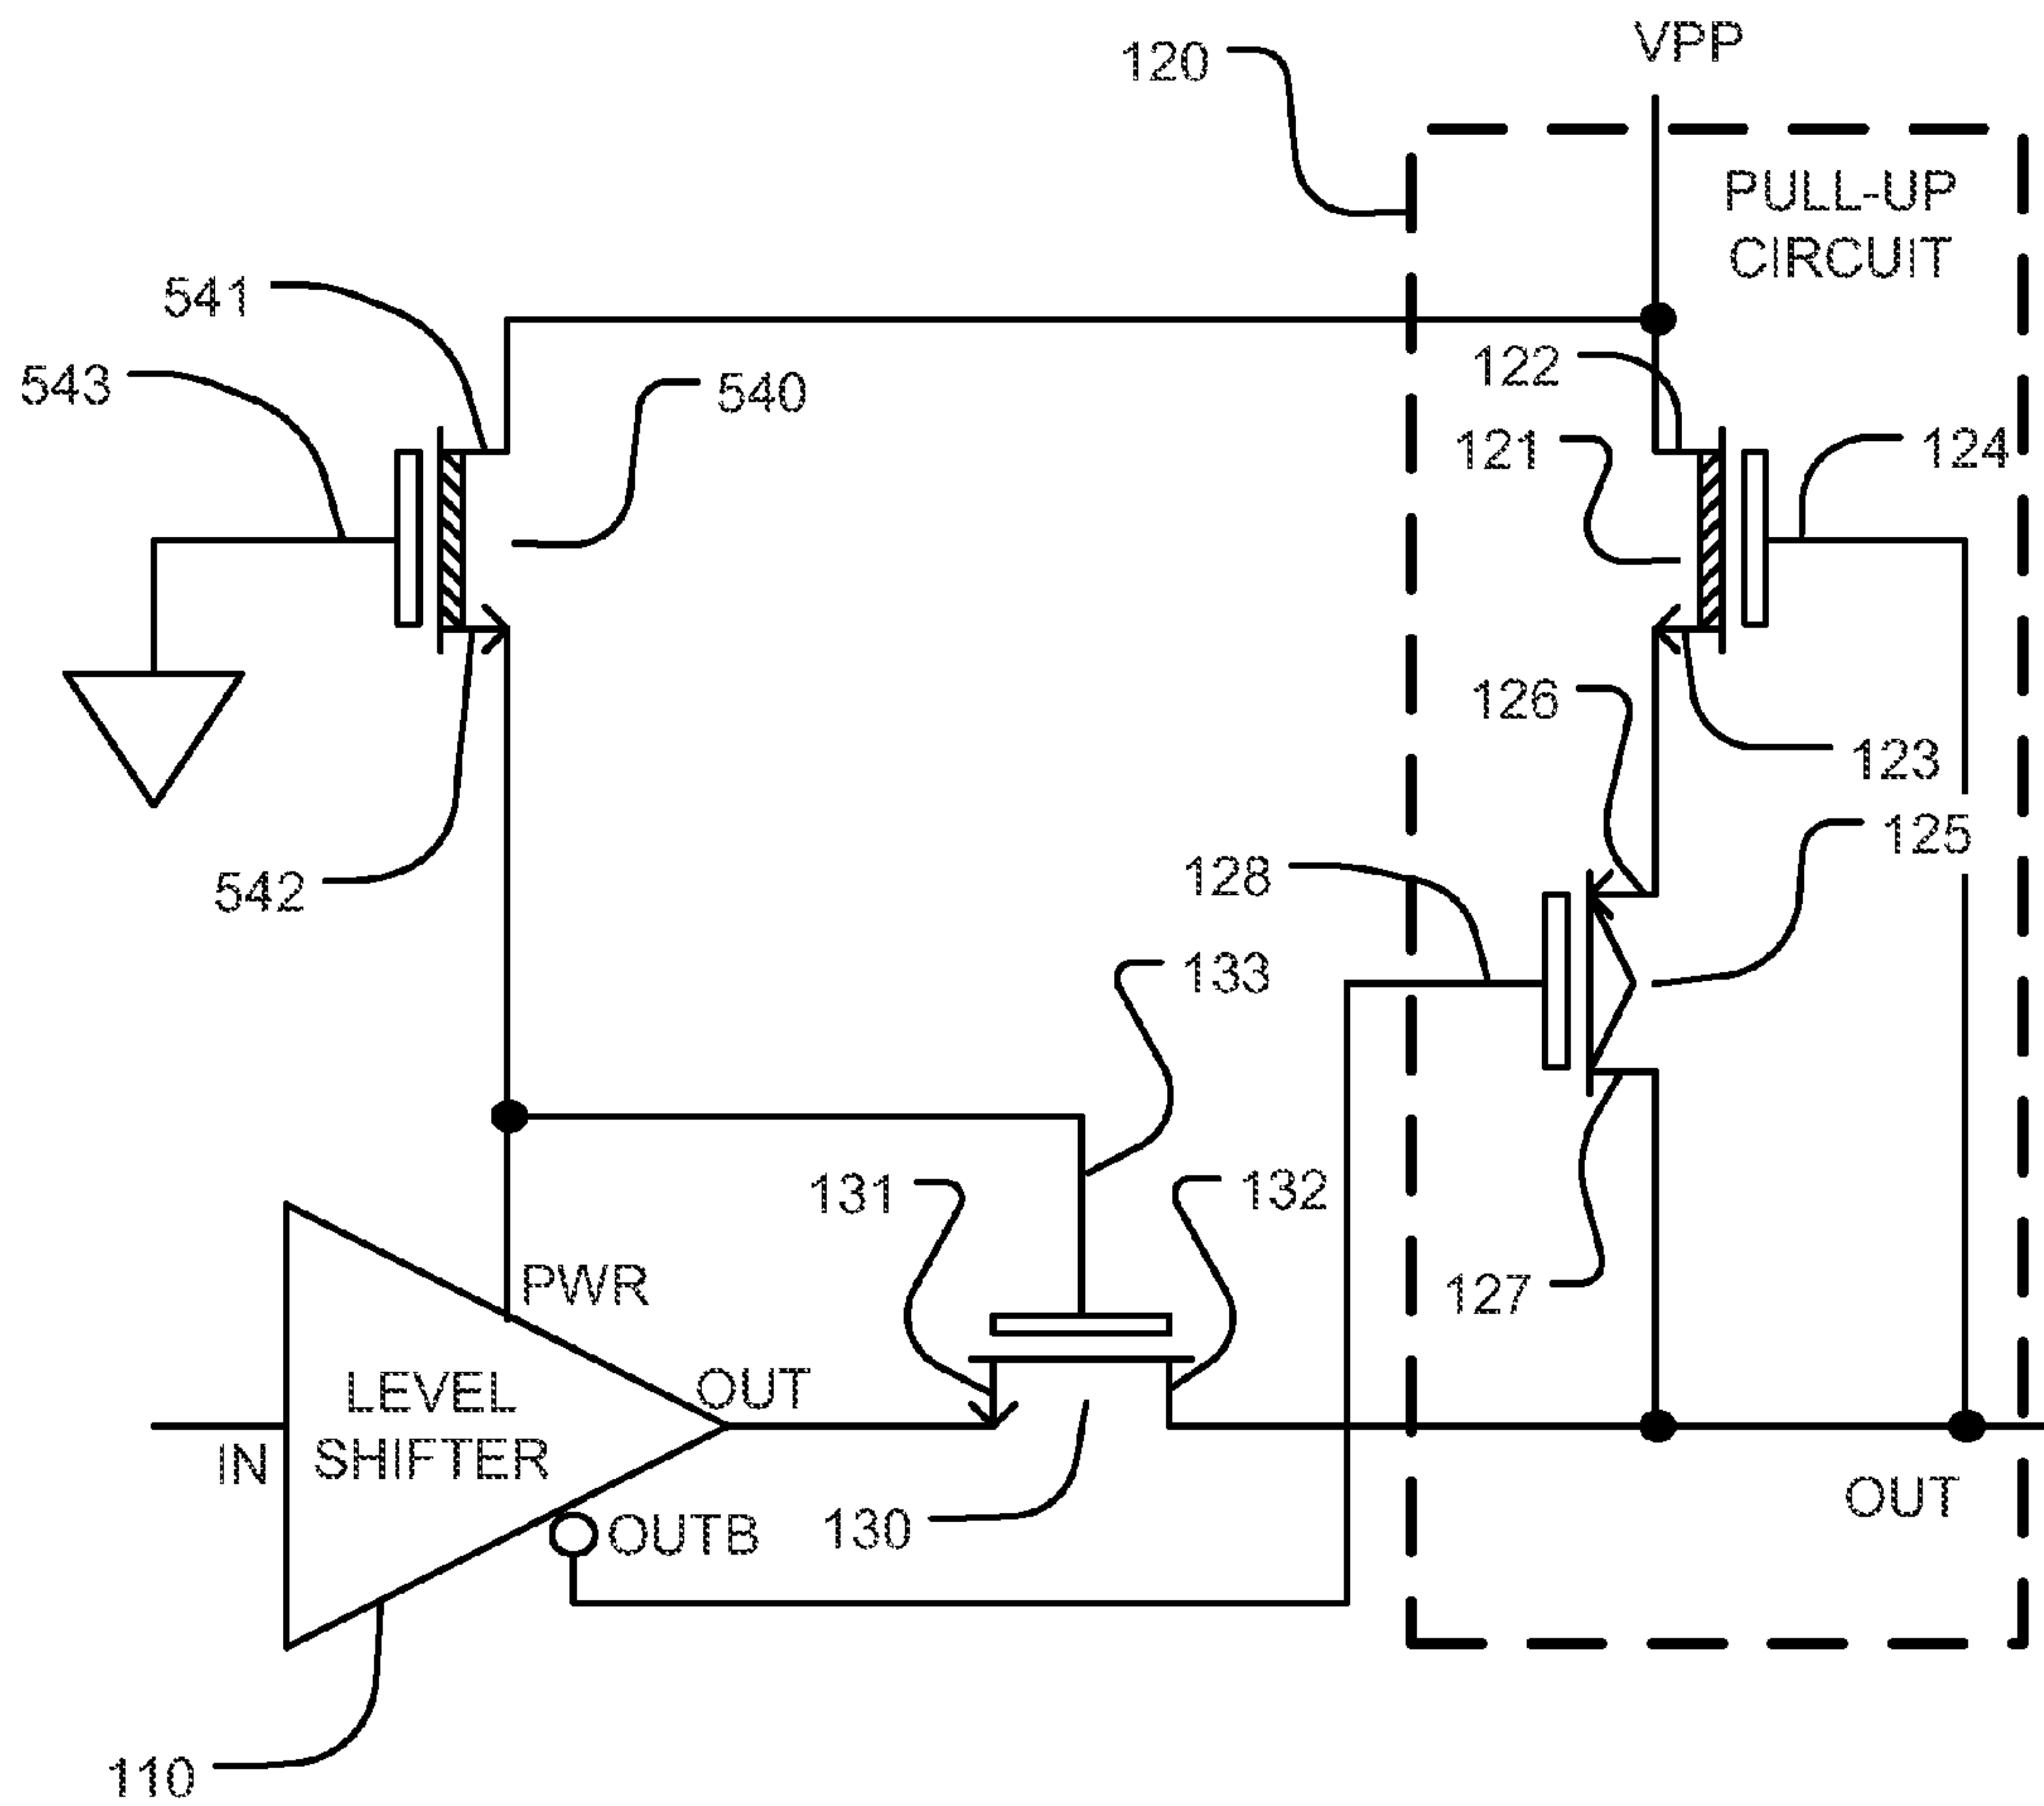 VPP
120
PULL-UP
CIRCUIT
541
543
540
122
121
124
126
123
125
542
128
133
131
132
127
PWR
LEVEL
SHIFTER
OUT
IN
OUTB
130
OUT
110